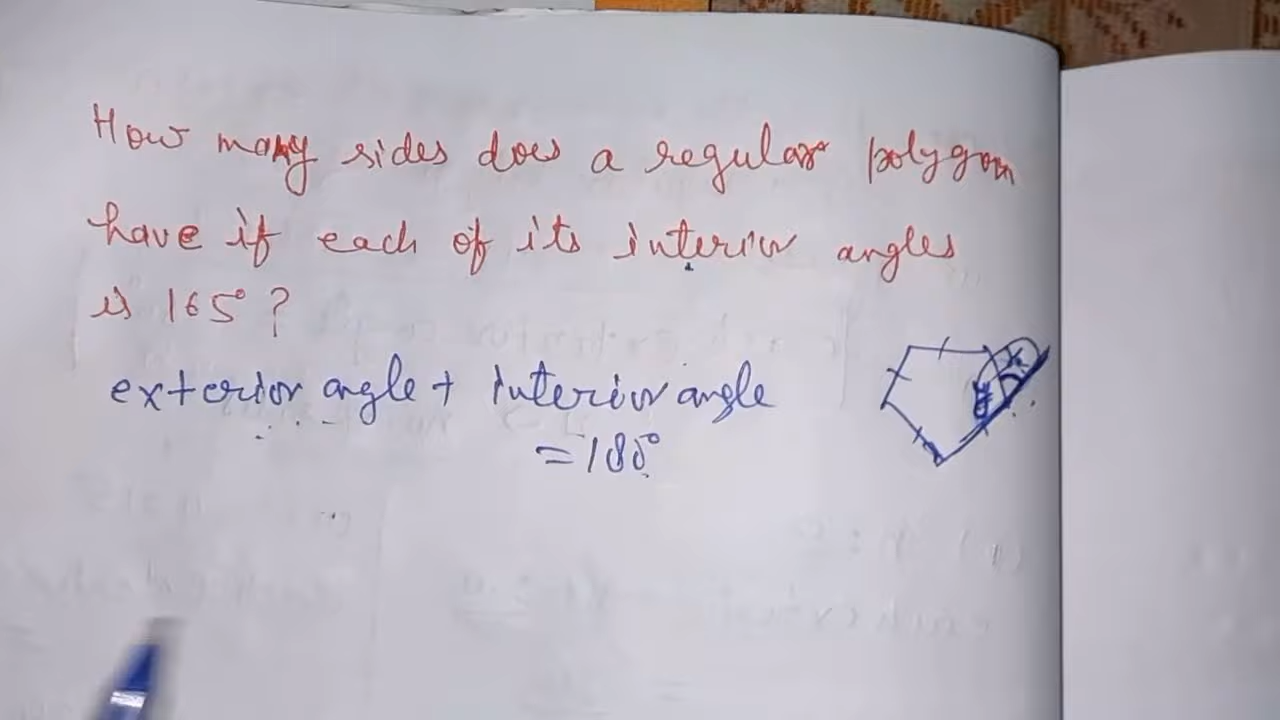 How many sides does a regular polygon
have if each of its interior angles
is 165° ?
exterior angle + interior angle
= 180°